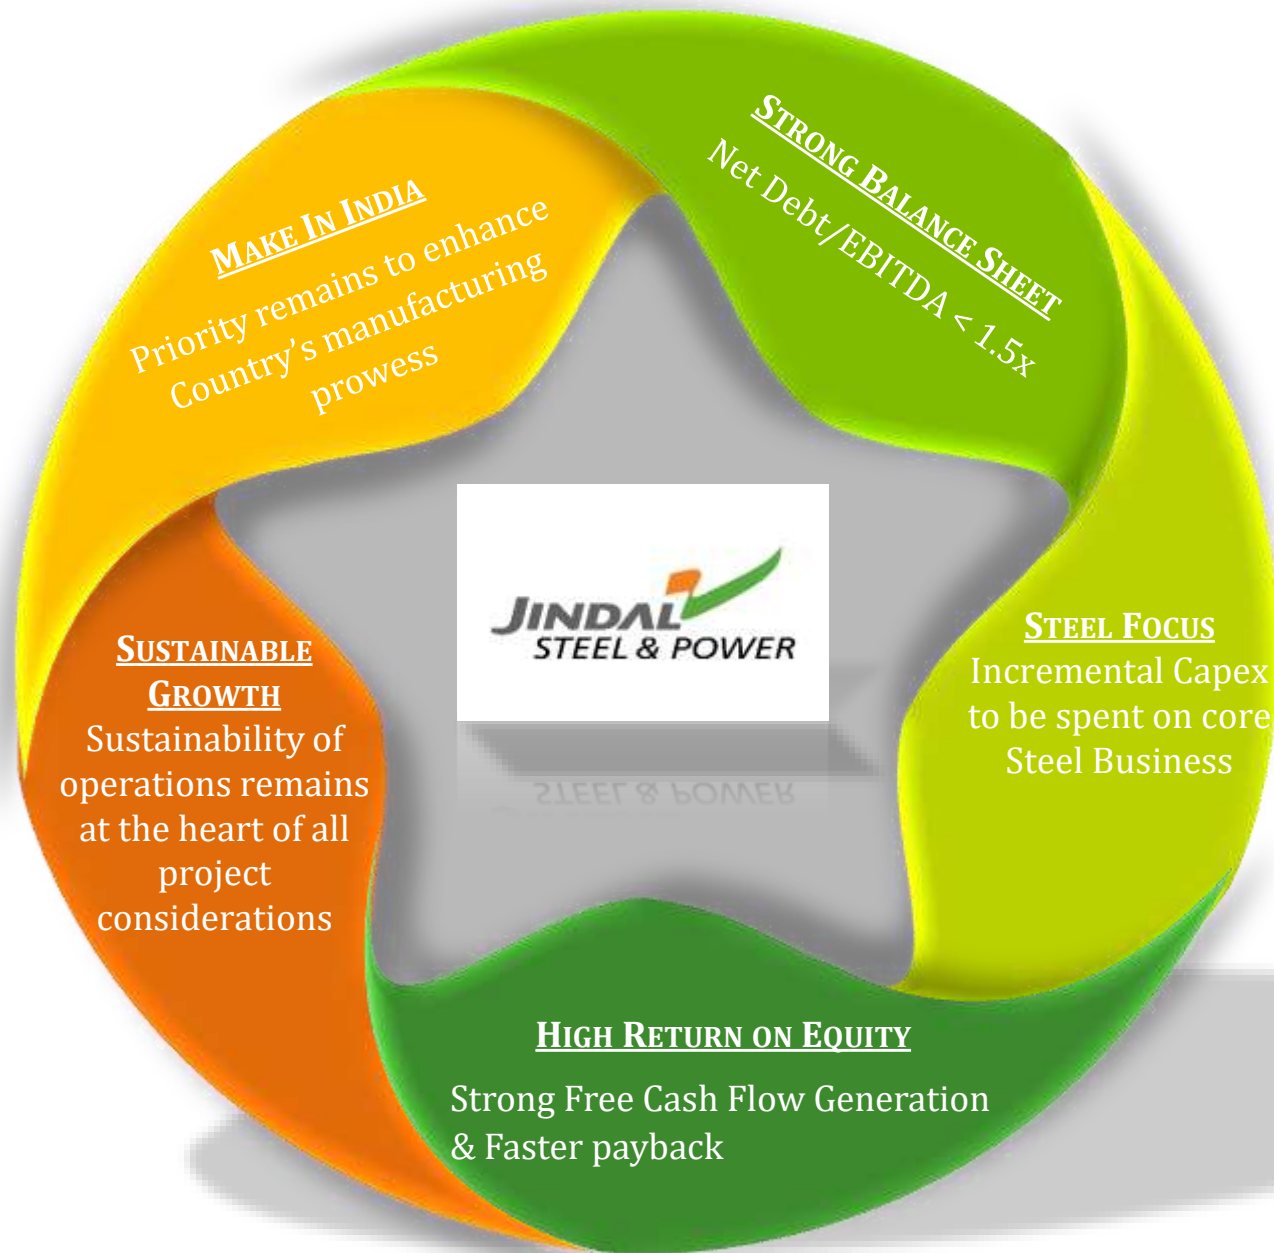 STRONG BALANCE SHEET
Net Debt/EBITDA < 1.5x
MAKE IN INDIA
Priority remains to enhance
Country’s manufacturing
prowess
JINDAL
STEEL & POWER
STEEL & POWER
STEEL FOCUS
Incremental Capex
to be spent on core
Steel Business
SUSTAINABLE
GROWTH
Sustainability of
operations remains
at the heart of all
project
considerations
HIGH RETURN ON EQUITY
Strong Free Cash Flow Generation
& Faster payback